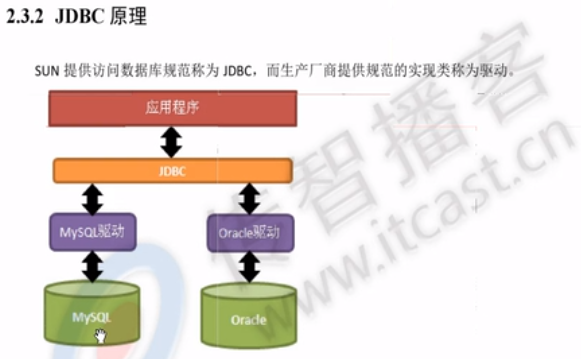 2.3.2 JDBC 原理
SUN 提供访问数据库规范称为 JDBC，而生产厂商提供规范的实现类称为驱动。
应用程序
JDBC
MySQL驱动
Oracle驱动
MySQL
Oracle
传智播客
www.itcast.cn